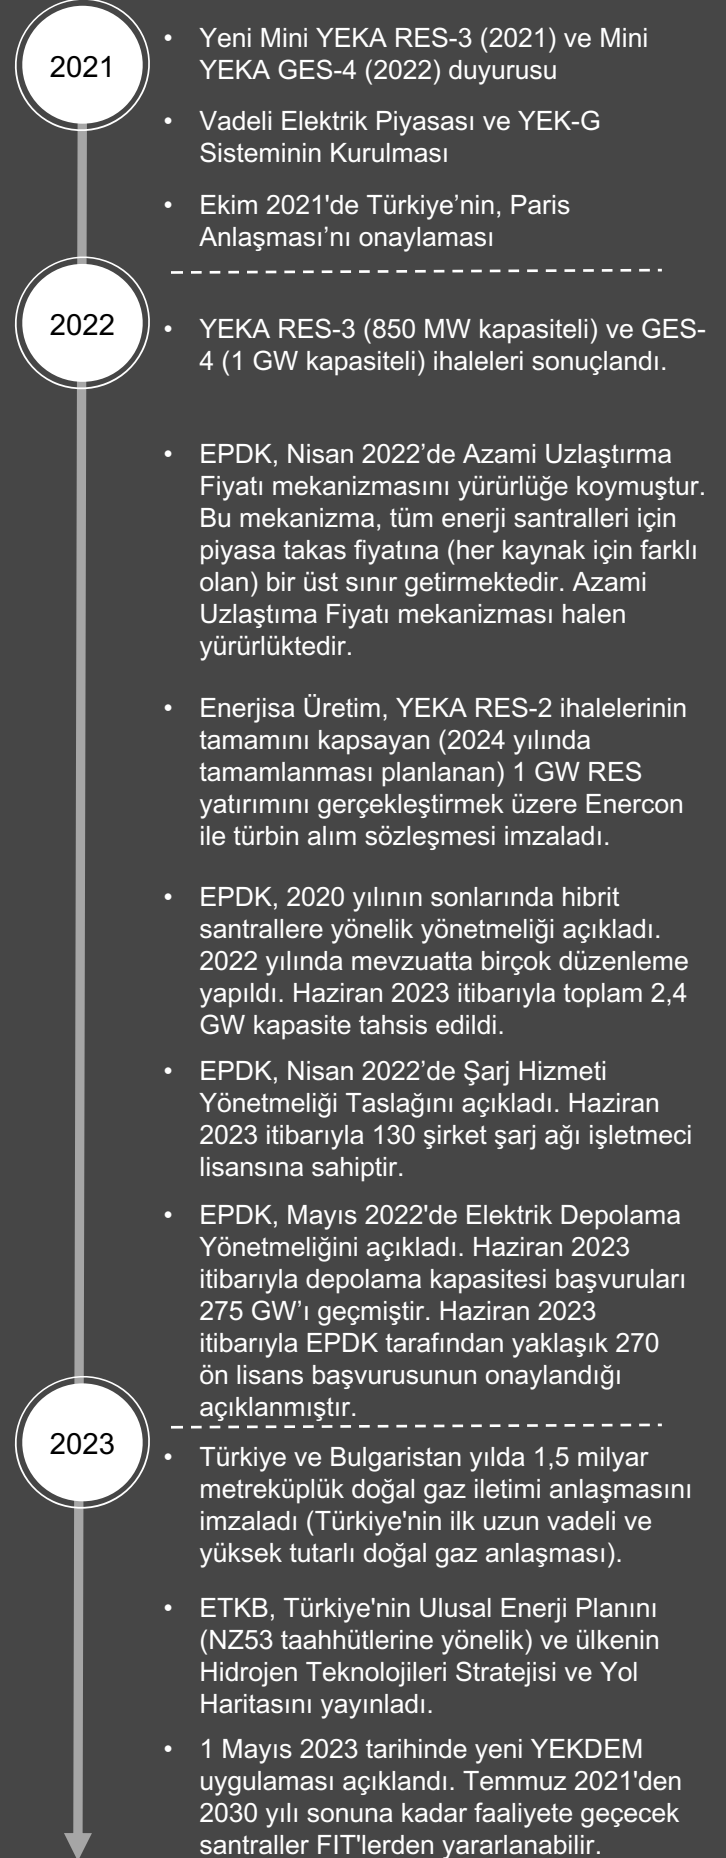 2021
• Yeni Mini YEKA RES-3 (2021) ve Mini
YEKA GES-4 (2022) duyurusu
• Vadeli Elektrik Piyasası ve YEK-G
Sisteminin Kurulması
• Ekim 2021'de Türkiye’nin, Paris
Anlaşması’nı onaylaması
2022
• YEKA RES-3 (850 MW kapasiteli) ve GES-
4 (1 GW kapasiteli) ihaleleri sonuçlandı.
• EPDK, Nisan 2022’de Azami Uzlaştırma
Fiyatı mekanizmasını yürürlüğe koymuştur.
Bu mekanizma, tüm enerji santralleri için
piyasa takas fiyatına (her kaynak için farklı
olan) bir üst sınır getirmektedir. Azami
Uzlaştıma Fiyatı mekanizması halen
yürürlüktedir.
• Enerjisa Üretim, YEKA RES-2 ihalelerinin
tamamını kapsayan (2024 yılında
tamamlanması planlanan) 1 GW RES
yatırımını gerçekleştirmek üzere Enercon
ile türbin alım sözleşmesi imzaladı.
• EPDK, 2020 yılının sonlarında hibrit
santrallere yönelik yönetmeliği açıkladı.
2022 yılında mevzuatta birçok düzenleme
yapıldı. Haziran 2023 itibarıyla toplam 2,4
GW kapasite tahsis edildi.
• EPDK, Nisan 2022’de Şarj Hizmeti
Yönetmeliği Taslağını açıkladı. Haziran
2023 itibarıyla 130 şirket şarj ağı işletmeci
lisansına sahiptir.
• EPDK, Mayıs 2022'de Elektrik Depolama
Yönetmeliğini açıkladı. Haziran 2023
itibarıyla depolama kapasitesi başvuruları
275 GW’ı geçmiştir. Haziran 2023
itibarıyla EPDK tarafından yaklaşık 270
ön lisans başvurusunun onaylandığı
açıklanmıştır.
2023
• Türkiye ve Bulgaristan yılda 1,5 milyar
metreküplük doğal gaz iletimi anlaşmasını
imzaladı (Türkiye'nin ilk uzun vadeli ve
yüksek tutarlı doğal gaz anlaşması).
• ETKB, Türkiye'nin Ulusal Enerji Planını
(NZ53 taahhütlerine yönelik) ve ülkenin
Hidrojen Teknolojileri Stratejisi ve Yol
Haritasını yayınladı.
• 1 Mayıs 2023 tarihinde yeni YEKDEM
uygulaması açıklandı. Temmuz 2021'den
2030 yılı sonuna kadar faaliyete geçecek
santraller FIT'lerden yararlanabilir.